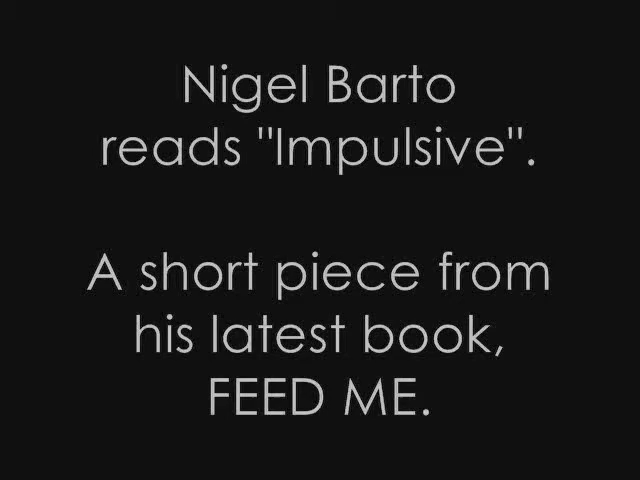 Nigel Barto
reads "Impulsive".
A short piece from
his latest book,
FEED ME.